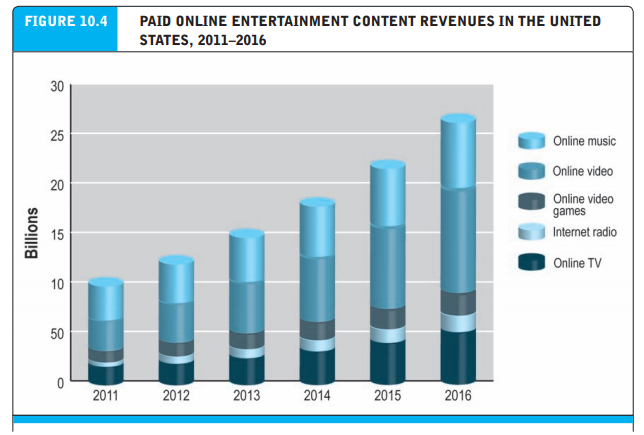 FIGURE 10.4
PAID ONLINE ENTERTAINMENT CONTENT REVENUES IN THE UNITED
STATES, 2011–2016
Billions
30
25
20
15
10
50
0
2011 2012 2013 2014 2015 2016
Online music
Online video
Online video
games
Internet radio
Online TV